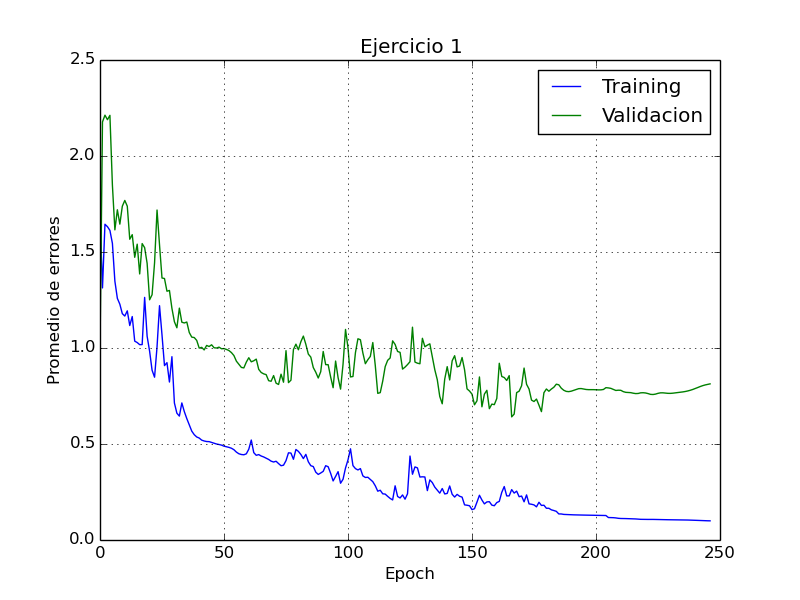 Ejercicio 1
2.5
2.0
1.5
1.0
0.5
0.0
Promedio de errores
Training
Validacion
0 50 100 150 200 250
Epoch